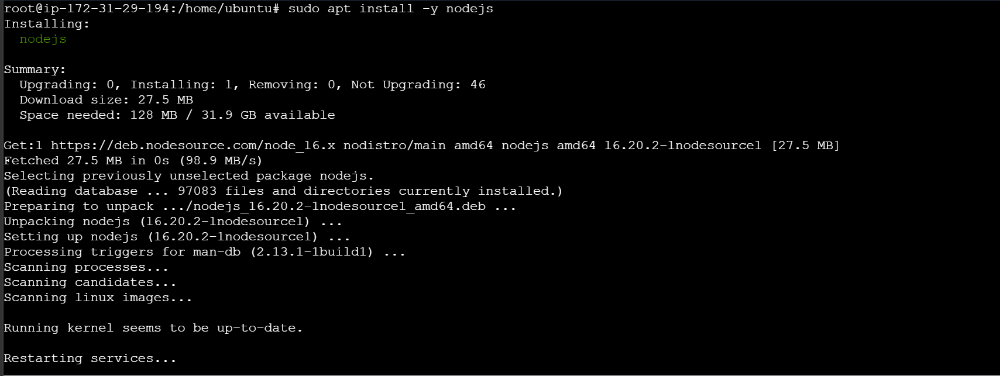 root@ip-172-31-29-194:/home/ubuntu# sudo apt install -y nodejs
Installing:
  nodejs

Summary:
  Upgrading: 0, Installing: 1, Removing: 0, Not Upgrading: 46
  Download size: 27.5 MB
  Space needed: 128 MB / 31.9 GB available

Get:1 https://deb.nodesource.com/node_16.x nodistro/main amd64 nodejs amd64 16.20.2-1nodesource1 [27.5 MB]
Fetched 27.5 MB in 0s (98.9 MB/s)
Selecting previously unselected package nodejs.
(Reading database ... 97083 files and directories currently installed.)
Preparing to unpack .../nodejs_16.20.2-1nodesource1_amd64.deb ...
Unpacking nodejs (16.20.2-1nodesource1) ...
Setting up nodejs (16.20.2-1nodesource1) ...
Processing triggers for man-db (2.13.1-1build1) ...
Scanning processes...
Scanning candidates...
Scanning linux images...

Running kernel seems to be up-to-date.

Restarting services...